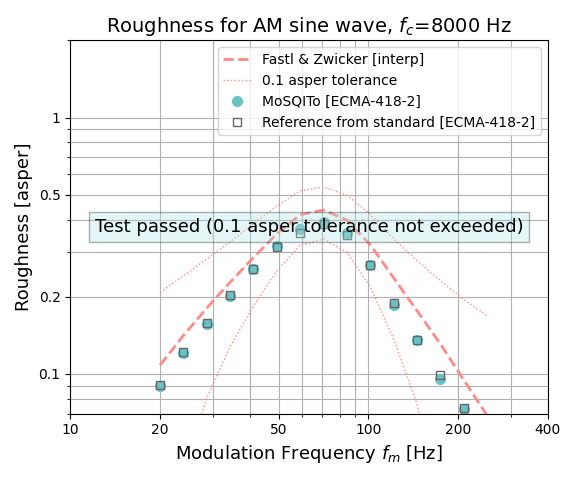 Roughness for AM sine wave, f_c=8000 Hz
Fastl & Zwicker [interp]
0.1 asper tolerance
MoSQITo [ECMA-418-2]
Reference from standard [ECMA-418-2]
Test passed (0.1 asper tolerance not exceeded)
Roughness [asper]
1
0.5
0.2
0.1
10 20 50 100 200 400
Modulation Frequency f_m [Hz]